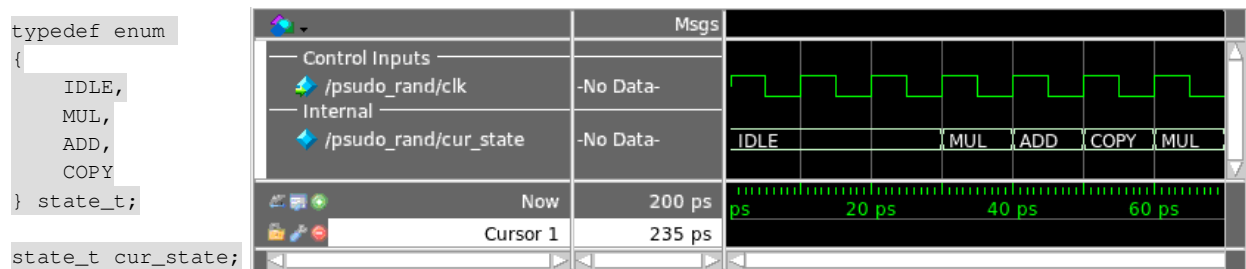 typedef enum
{
IDLE,
MUL,
ADD,
COPY
} state_t;
state_t cur_state;
Msgs
Control Inputs
/psudo_rand/clk -No Data-
Internal
/psudo_rand/cur_state -No Data- IDLE MUL ADD COPY MUL
Now 200 ps ps 20 ps 40 ps 60 ps
Cursor 1 235 ps